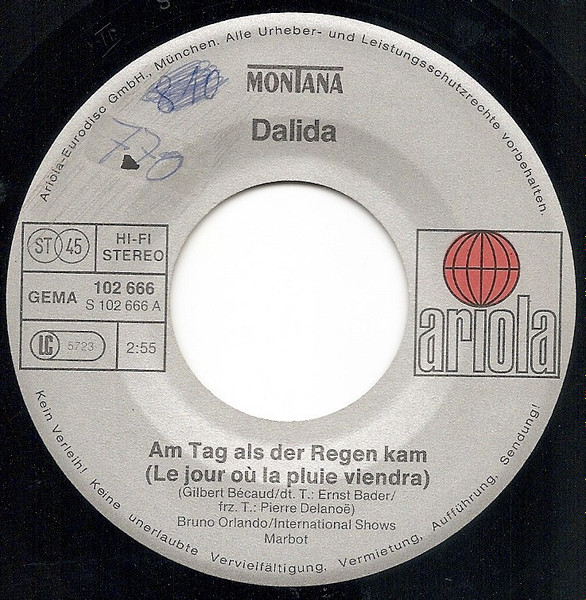 Ariola-Eurodisc GmbH., München. Alle Urheber- und Leistungsschutzrechte vorbehalten.
810
770
MONTANA
Dalida
ST 45
HI-FI
STEREO
GEMA
102 666
S 102 666 A
LC 5723
2:55
ariola
Am Tag als der Regen kam
(Le jour où la pluie viendra)
(Gilbert Bécaud/dt. T.: Ernst Bader/
frz. T.: Pierre Delanoë)
Bruno Orlando/International Shows
Marbot
Kein Verleih! Keine unerlaubte Vervielfältigung, Vermietung, Aufführung, Sendung!